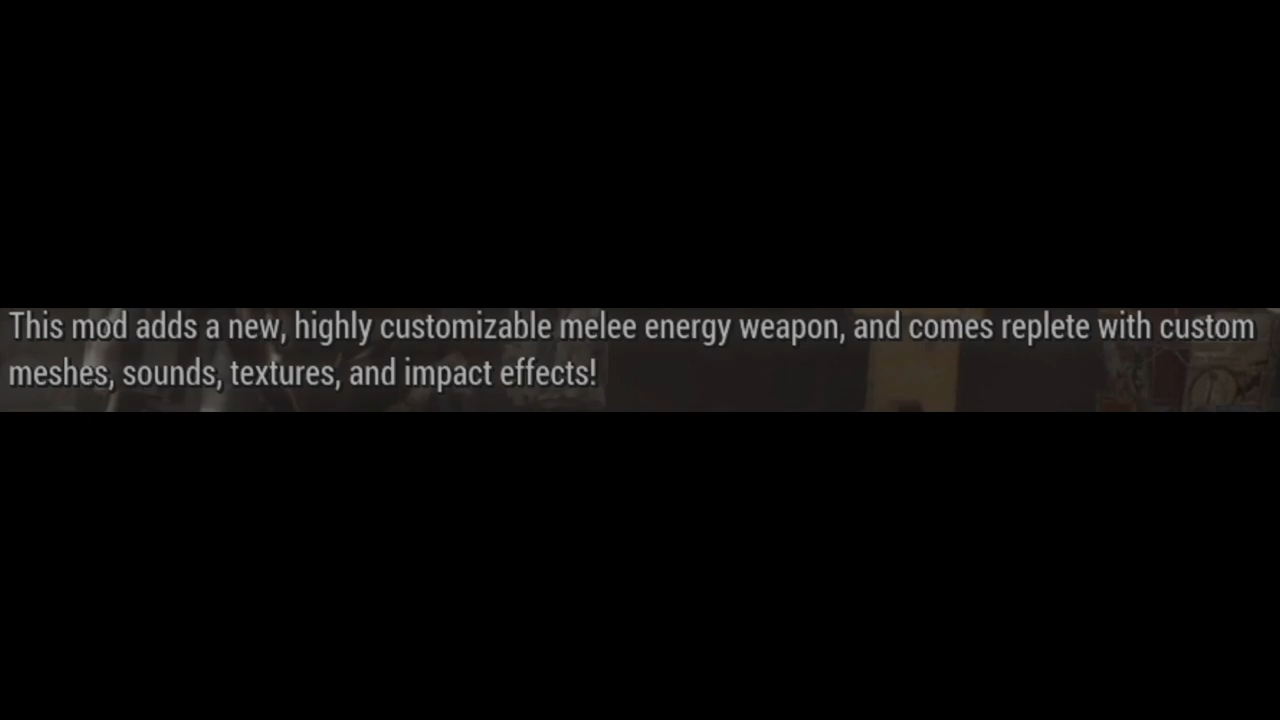 This mod adds a new, highly customizable melee energy weapon, and comes replete with custom
meshes, sounds, textures, and impact effects!